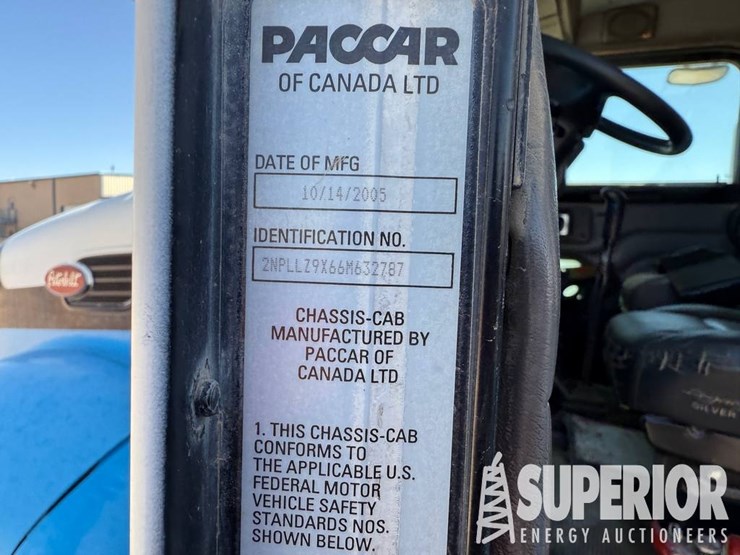 PACCAR
OF CANADA LTD
DATE OF MFG
10/14/2005
IDENTIFICATION NO.
2NPLLZ9X66M632787
CHASSIS-CAB
MANUFACTURED BY
PACCAR OF
CANADA LTD
1. THIS CHASSIS-CAB
CONFORMS TO
THE APPLICABLE U.S.
FEDERAL MOTOR
VEHICLE SAFETY
STANDARDS NOS.
SHOWN BELOW.
Peterbilt
SILVER
SUPERIOR
ENERGY AUCTIONEERS